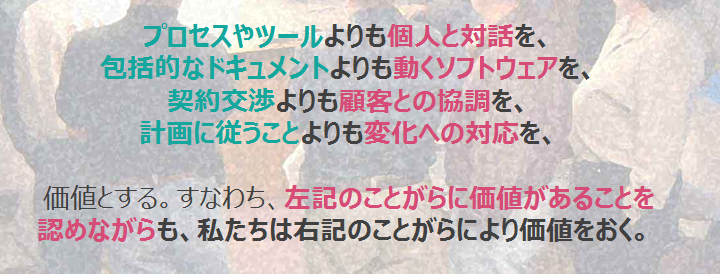 プロセスやツールよりも個人と対話を、
包括的なドキュメントよりも動くソフトウェアを、
契約交渉よりも顧客との協調を、
計画に従うことよりも変化への対応を、
価値とする。すなわち、左記のことがらに価値があることを
認めながらも、私たちは右記のことがらにより価値をおく。